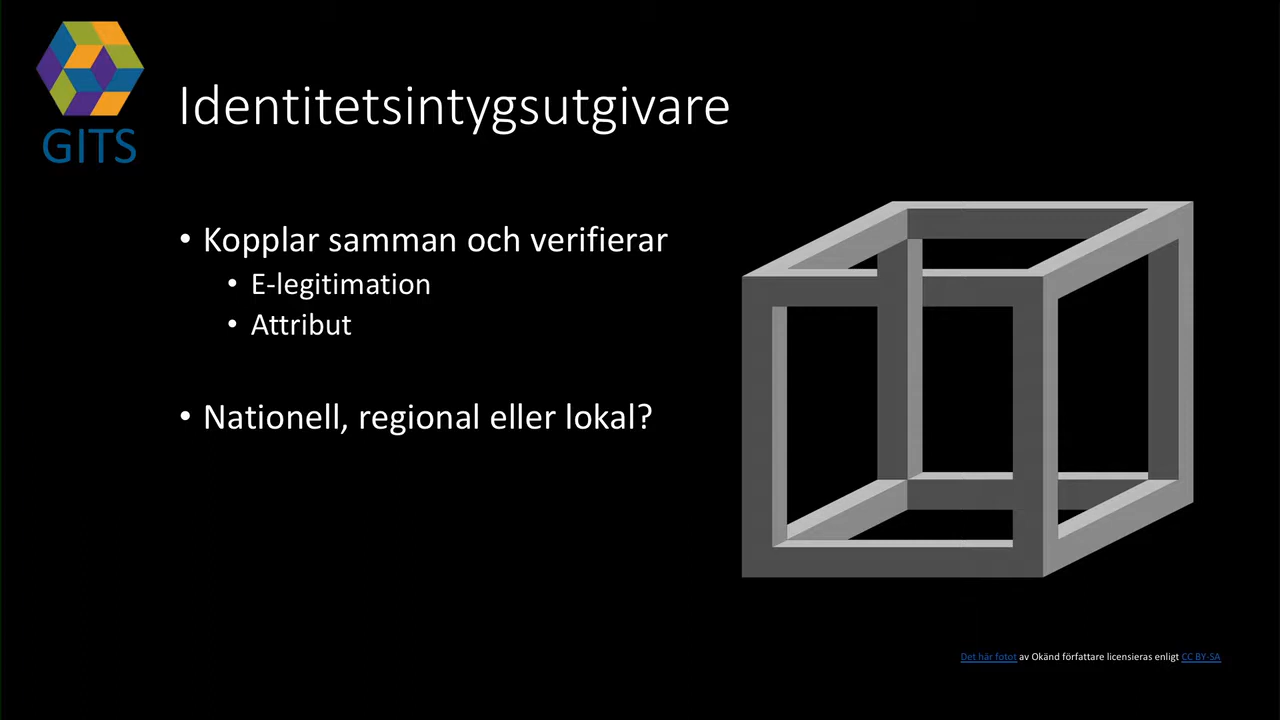 GITS
Identitetsintygsutgivare
• Kopplar samman och verifierar
• E-legitimation
• Attribut
• Nationell, regional eller lokal?
Det här fotot av Okänd författare licensieras enligt CC BY-SA